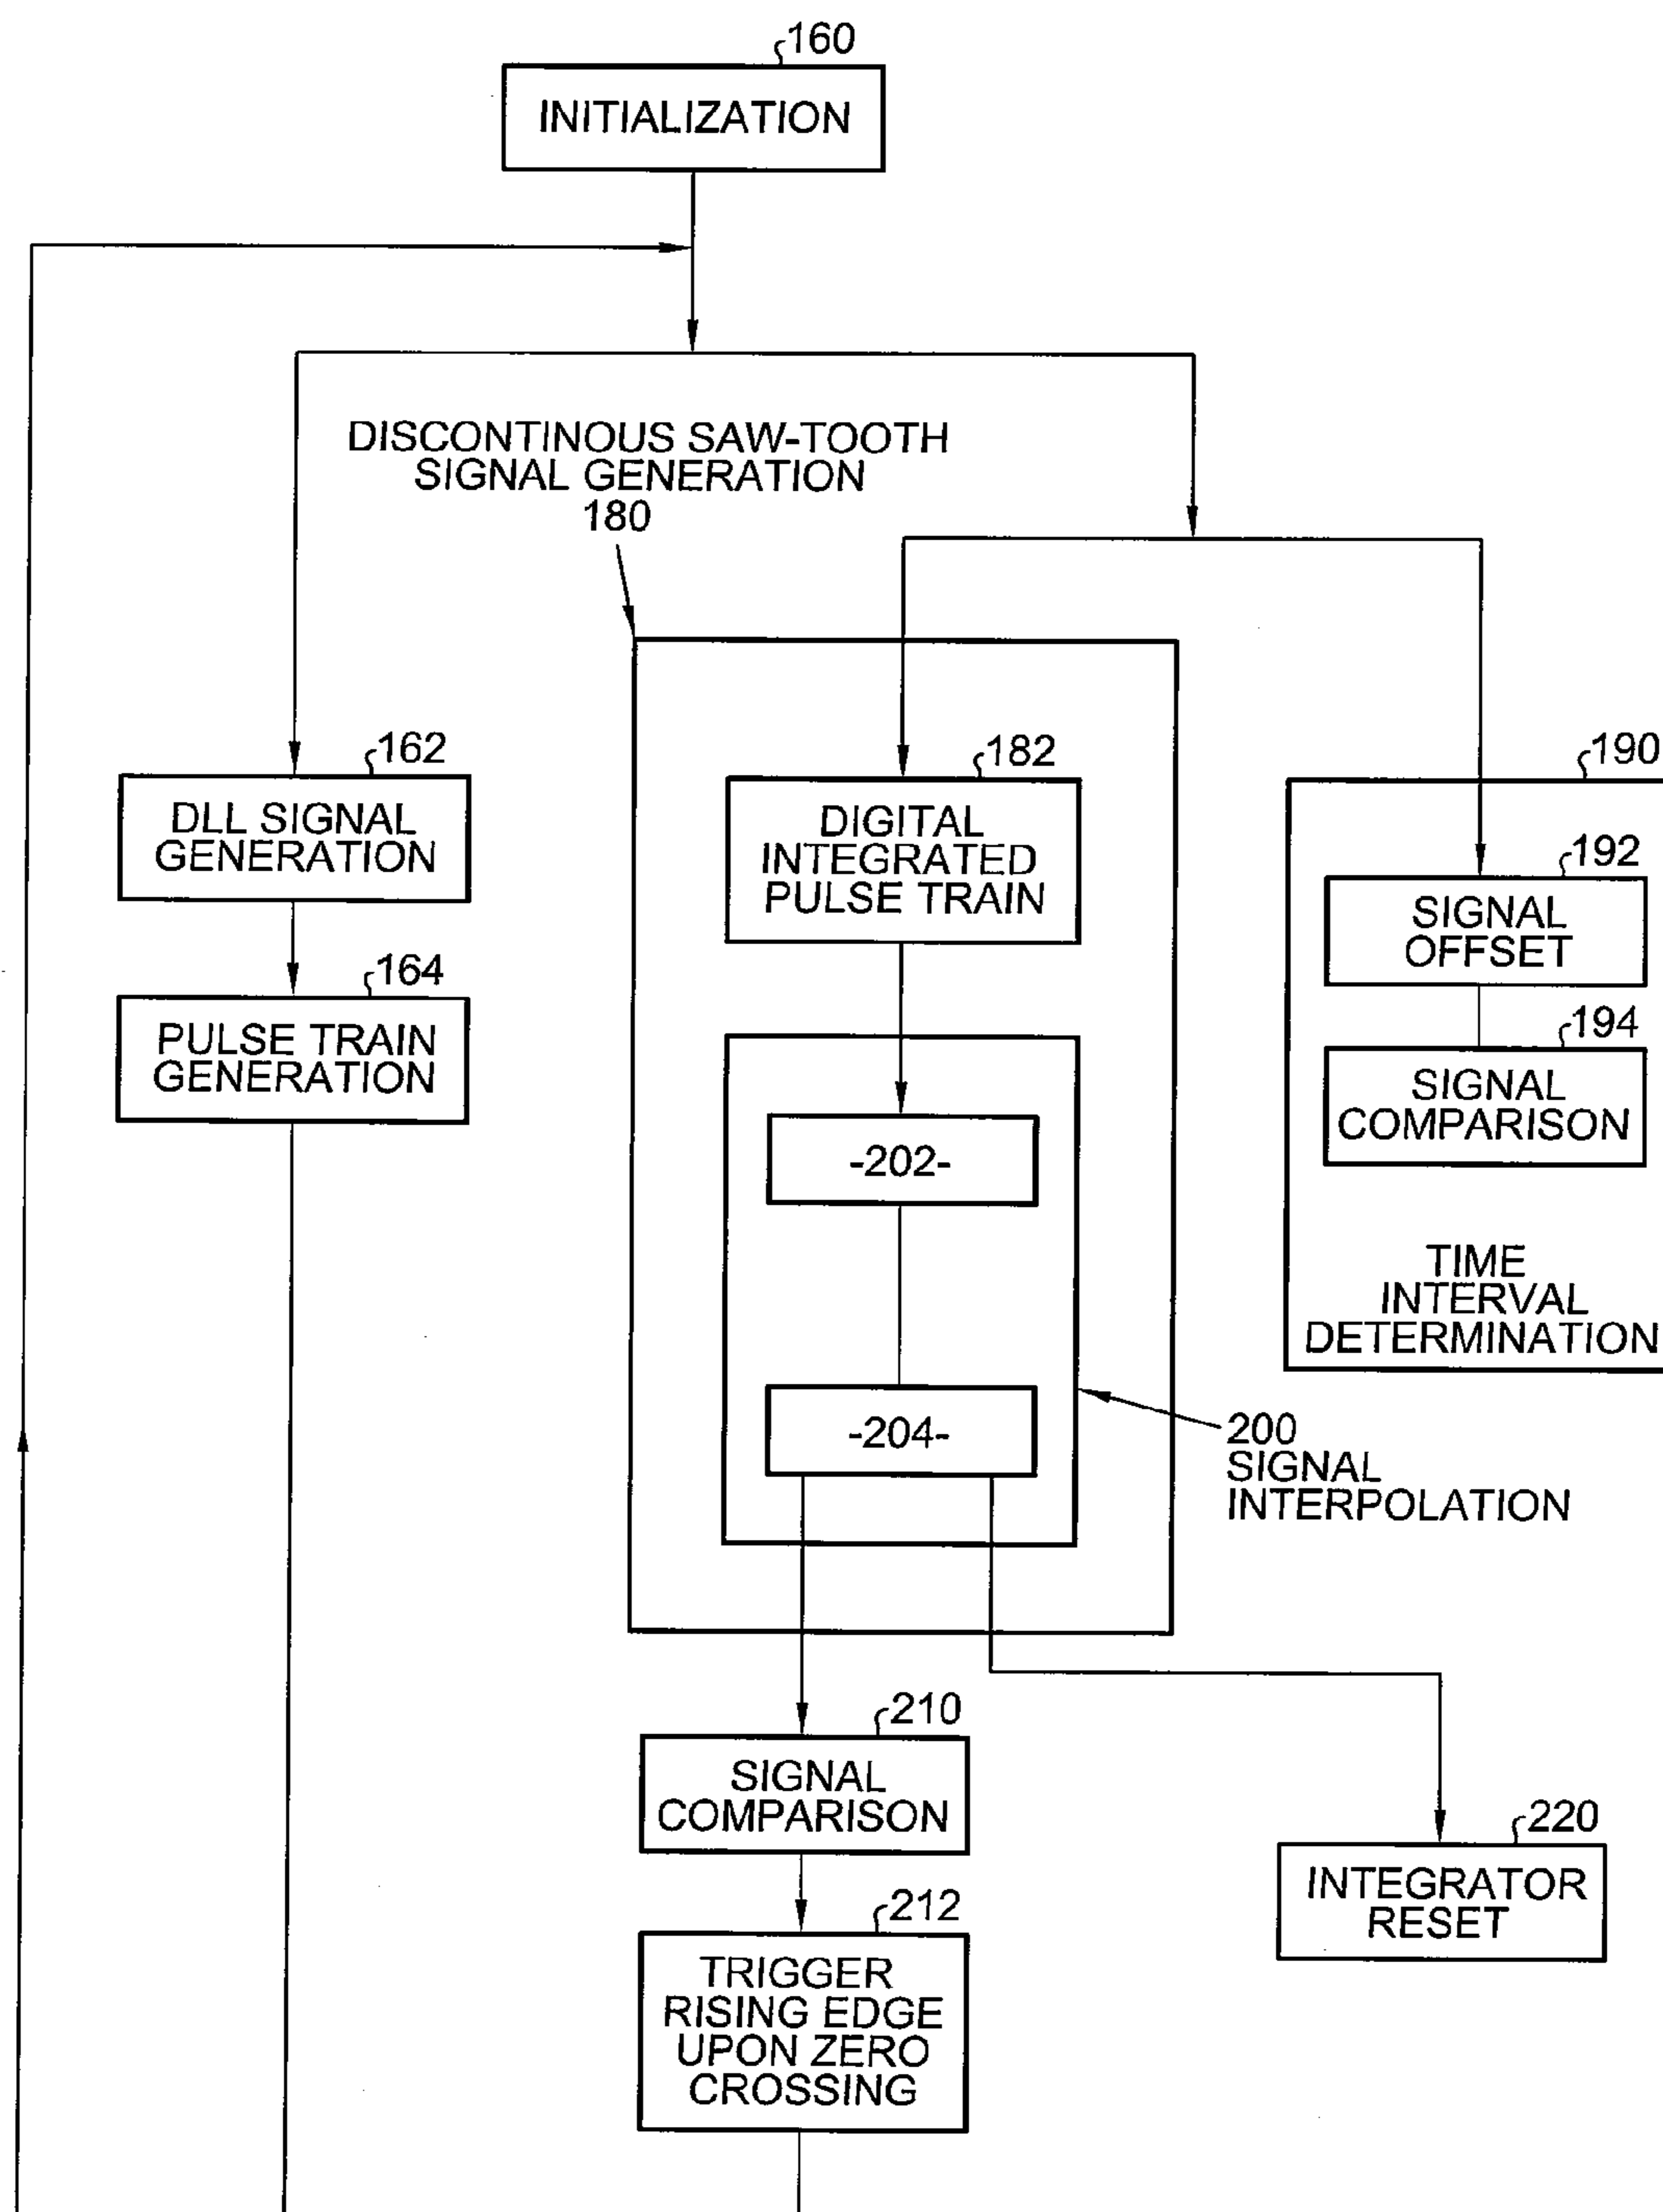 160
INITIALIZATION
DISCONTINOUS SAW-TOOTH
SIGNAL GENERATION
180
162
DLL SIGNAL
GENERATION
164
PULSE TRAIN
GENERATION
182
DIGITAL
INTEGRATED
PULSE TRAIN
-202-
-204-
200
SIGNAL
INTERPOLATION
190
192
SIGNAL
OFFSET
194
SIGNAL
COMPARISON
TIME
INTERVAL
DETERMINATION
210
SIGNAL
COMPARISON
212
TRIGGER
RISING EDGE
UPON ZERO
CROSSING
220
INTEGRATOR
RESET